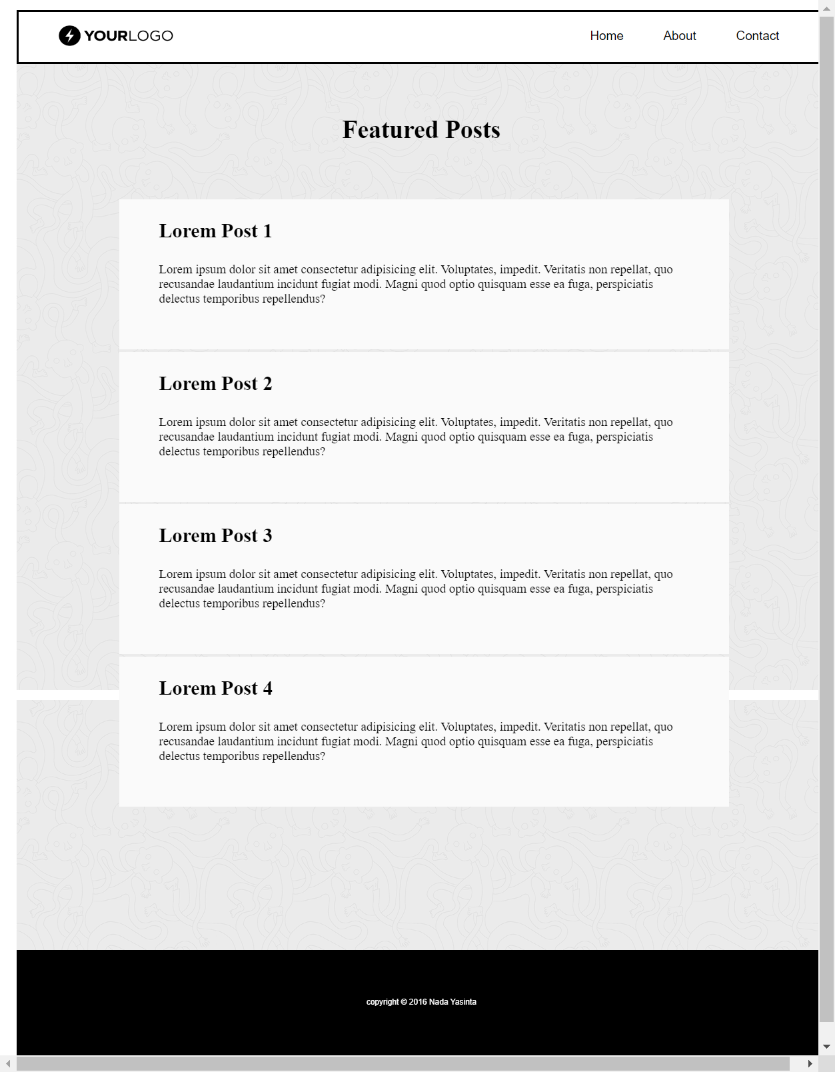 YOURLOGO
Home About Contact
Featured Posts
Lorem Post 1
Lorem ipsum dolor sit amet consectetur adipisicing elit. Voluptates, impedit. Veritatis non repellat, quo
recusandae laudantium incidunt fugiat modi. Magni quod optio quisquam esse ea fuga, perspiciatis
delectus temporibus repellendus?
Lorem Post 2
Lorem ipsum dolor sit amet consectetur adipisicing elit. Voluptates, impedit. Veritatis non repellat, quo
recusandae laudantium incidunt fugiat modi. Magni quod optio quisquam esse ea fuga, perspiciatis
delectus temporibus repellendus?
Lorem Post 3
Lorem ipsum dolor sit amet consectetur adipisicing elit. Voluptates, impedit. Veritatis non repellat, quo
recusandae laudantium incidunt fugiat modi. Magni quod optio quisquam esse ea fuga, perspiciatis
delectus temporibus repellendus?
Lorem Post 4
Lorem ipsum dolor sit amet consectetur adipisicing elit. Voluptates, impedit. Veritatis non repellat, quo
recusandae laudantium incidunt fugiat modi. Magni quod optio quisquam esse ea fuga, perspiciatis
delectus temporibus repellendus?
copyright © 2016 Nada Yasinta